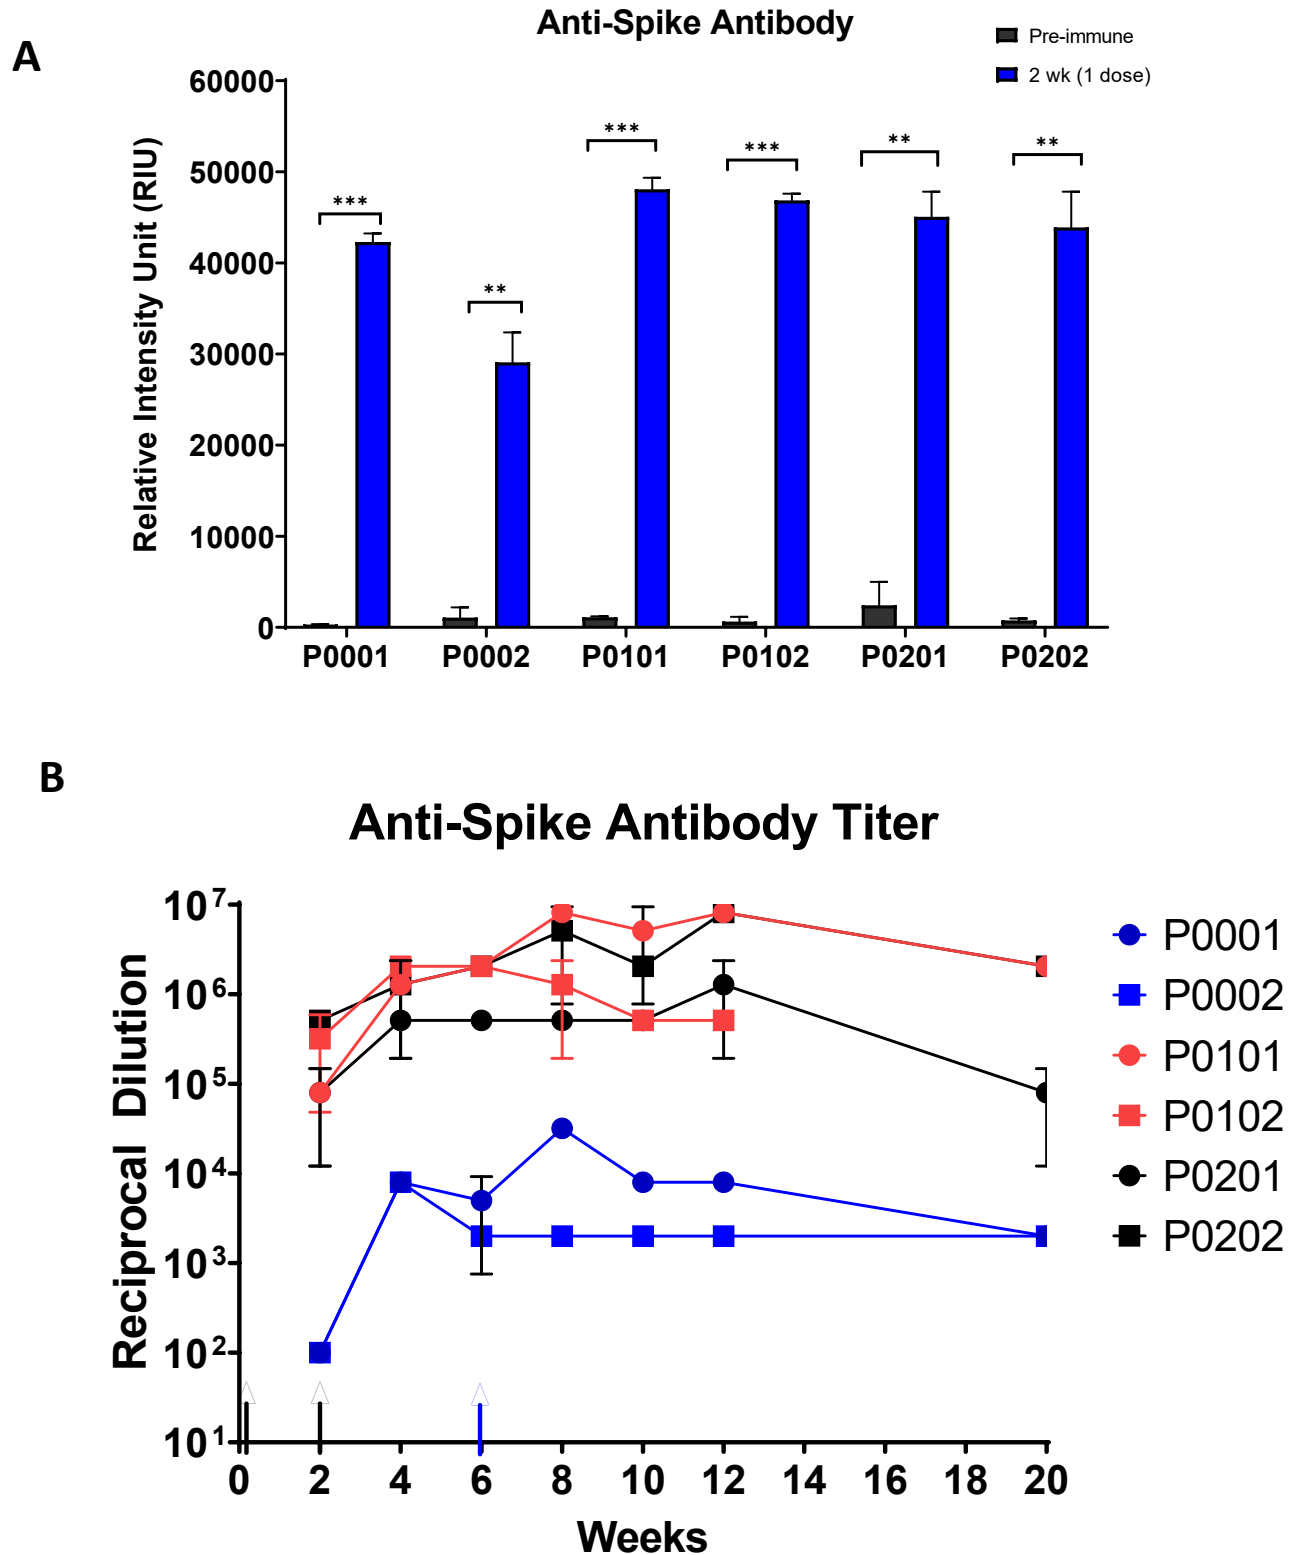 Anti-Spike Antibody
A
Pre-immune
2 wk (1 dose)
Relative Intensity Unit (RIU)
60000
50000
40000
30000
20000
10000
0
***
**
***
***
**
**
P0001 P0002 P0101 P0102 P0201 P0202
B
Anti-Spike Antibody Titer
Reciprocal Dilution
10⁷
10⁶
10⁵
10⁴
10³
10²
10¹
0 2 4 6 8 10 12 14 16 18 20
Weeks
P0001
P0002
P0101
P0102
P0201
P0202